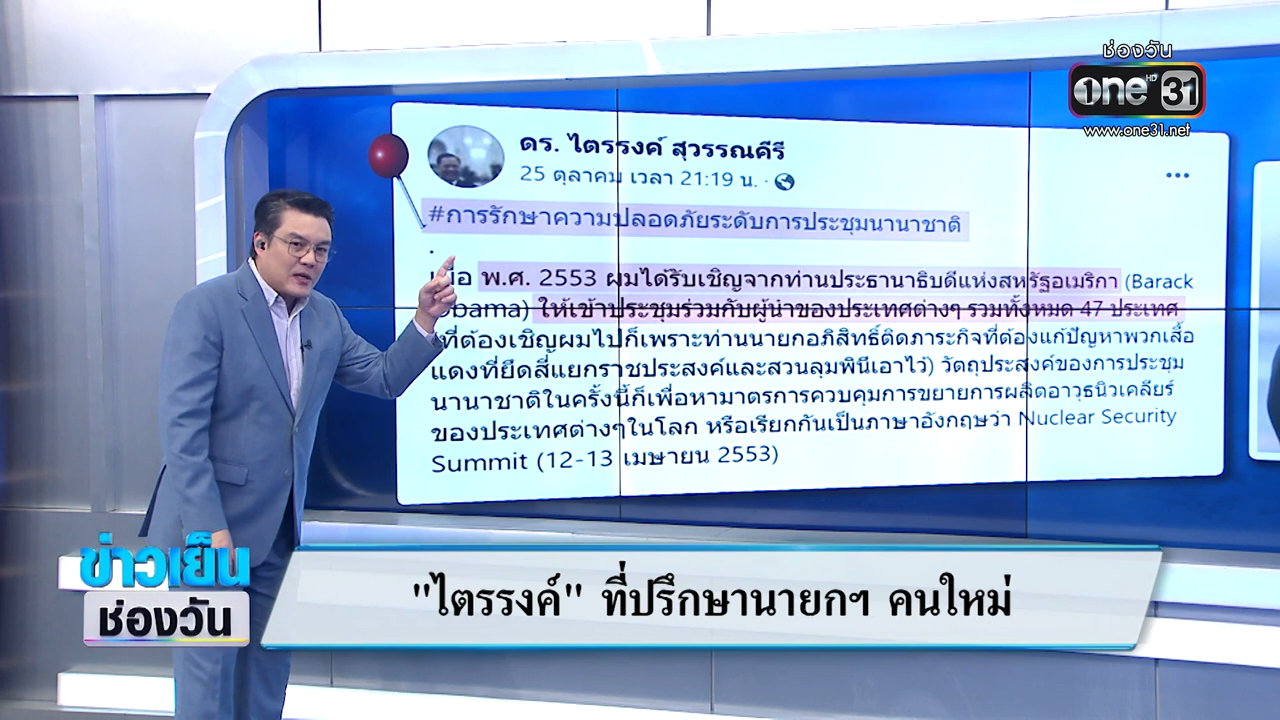 ช่องวัน
one HD 31
www.one31.net
ดร. ไตรรงค์ สุวรรณคีรี
25 ตุลาคม เวลา 21:19 น. ·
#การรักษาความปลอดภัยระดับการประชุมนานาชาติ
.
พ.ศ. 2553 ผมได้รับเชิญจากท่านประธานาธิบดีแห่งสหรัฐอเมริกา (Barack
Obama) ให้เข้าประชุมร่วมกับผู้นำของประเทศต่างๆ รวมทั้งหมด 47 ประเทศ
(ที่ต้องเชิญผมไปก็เพราะท่านนายกอภิสิทธิ์ติดภาระกิจที่ต้องแก้ปัญหาพวกเสื้อ
แดงที่ยึดสี่แยกราชประสงค์และสวนลุมพินีเอาไว้) วัตถุประสงค์ของการประชุม
นานาชาติในครั้งนี้ก็เพื่อหามาตรการควบคุมการขยายการผลิตอาวุธนิวเคลียร์
ของประเทศต่างๆในโลก หรือเรียกกันเป็นภาษาอังกฤษว่า Nuclear Security
Summit (12-13 เมษายน 2553)
ข่าวเย็น
ช่องวัน
"ไตรรงค์" ที่ปรึกษานายกฯ คนใหม่